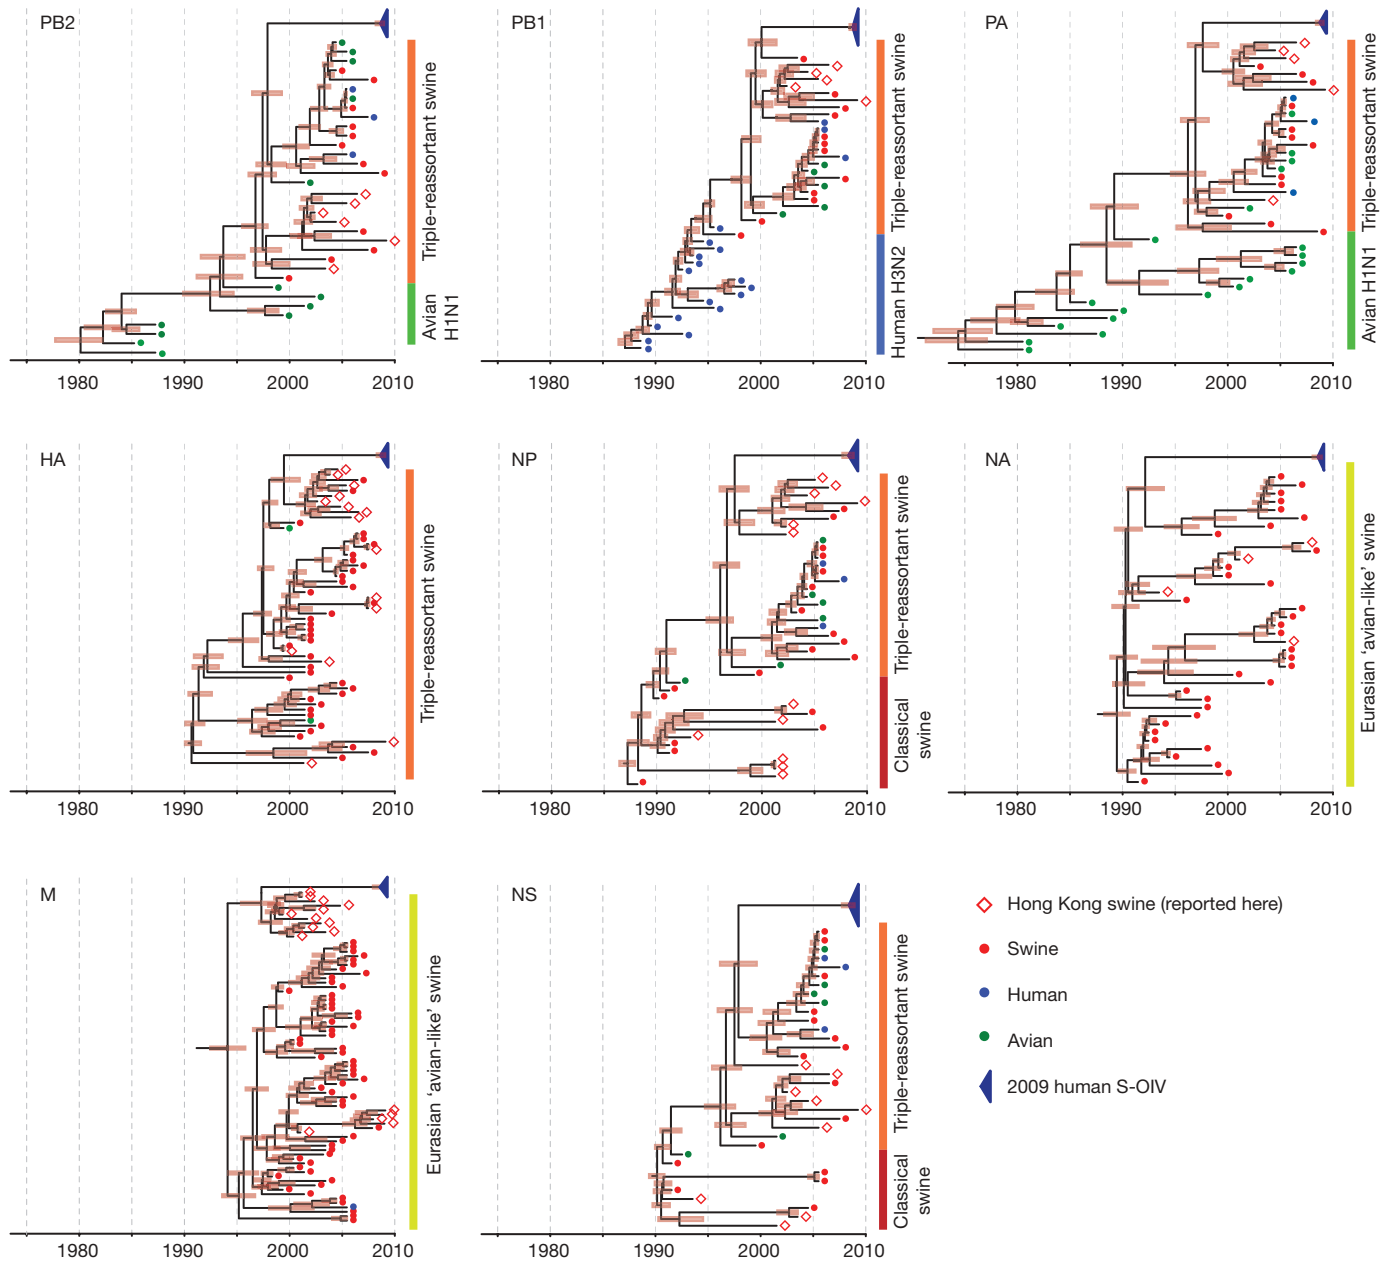 PB2
Triple-reassortant swine
Avian
H1N1
1980 1990 2000 2010
PB1
Triple-reassortant swine
Human H3N2
1980 1990 2000 2010
PA
Triple-reassortant swine
Avian H1N1
1980 1990 2000 2010
HA
Triple-reassortant swine
1980 1990 2000 2010
NP
Triple-reassortant swine
Classical
swine
1980 1990 2000 2010
NA
Eurasian ‘avian-like’ swine
1980 1990 2000 2010
M
Eurasian ‘avian-like’ swine
1980 1990 2000 2010
NS
Triple-reassortant swine
Classical
swine
1980 1990 2000 2010
Hong Kong swine (reported here)
Swine
Human
Avian
2009 human S-OIV